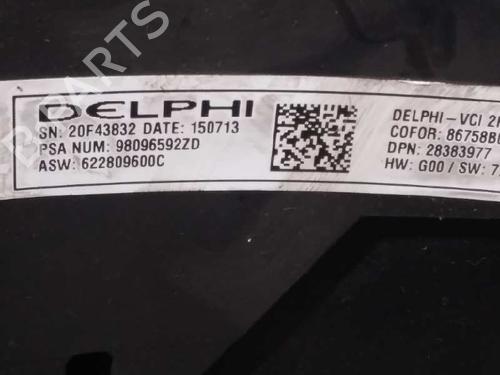 DELPHI
SN: 20F43832 DATE: 150713
PSA NUM: 98096592ZD
ASW: 622809600C
DELPHI-VCI
COFOR: 86758B
DPN: 28383977
HW: G00 / SW: 7